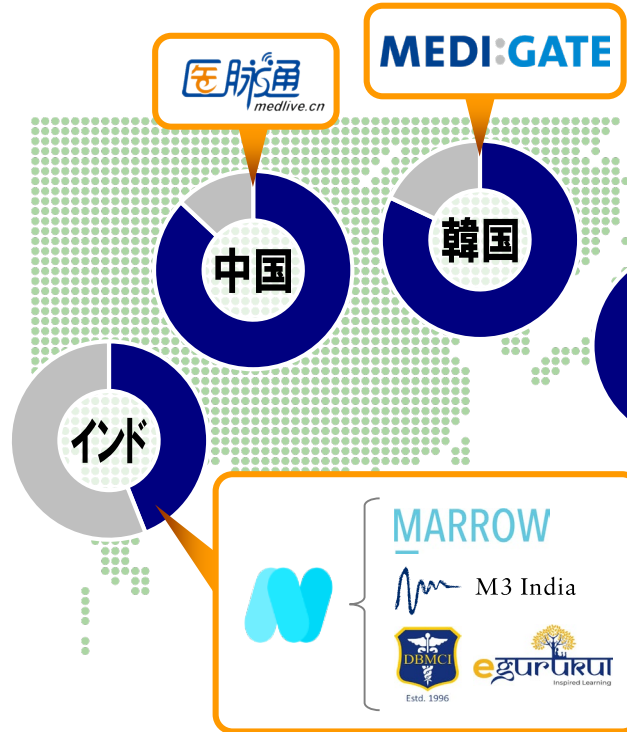 医脉通
medlive.cn
MEDI:GATE
中国
韓国
インド
MARROW
M3 India
DBMCI
Estd. 1996
egurukul
Inspired Learning